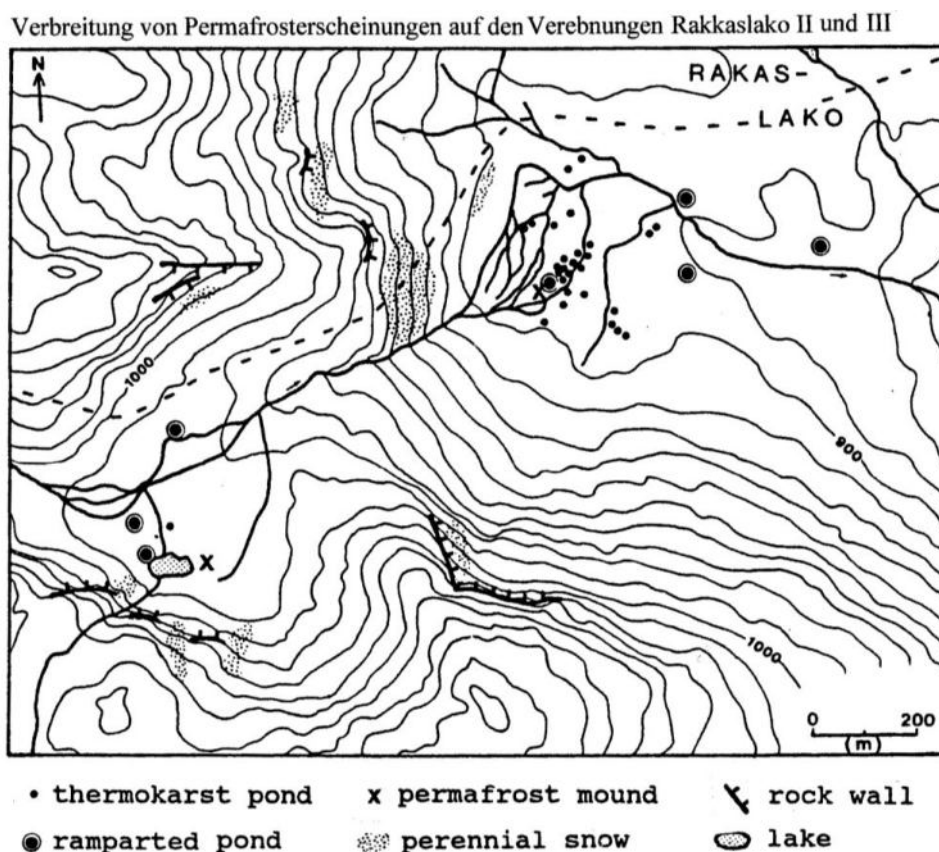 Verbreitung von Permafrosterscheinungen auf den Verebnungen Rakkaslako II und III
N
RAKAS-
LAKO
1000
900
1000
0 200
(m)
• thermokarst pond x permafrost mound rock wall
ramparted pond perennial snow lake